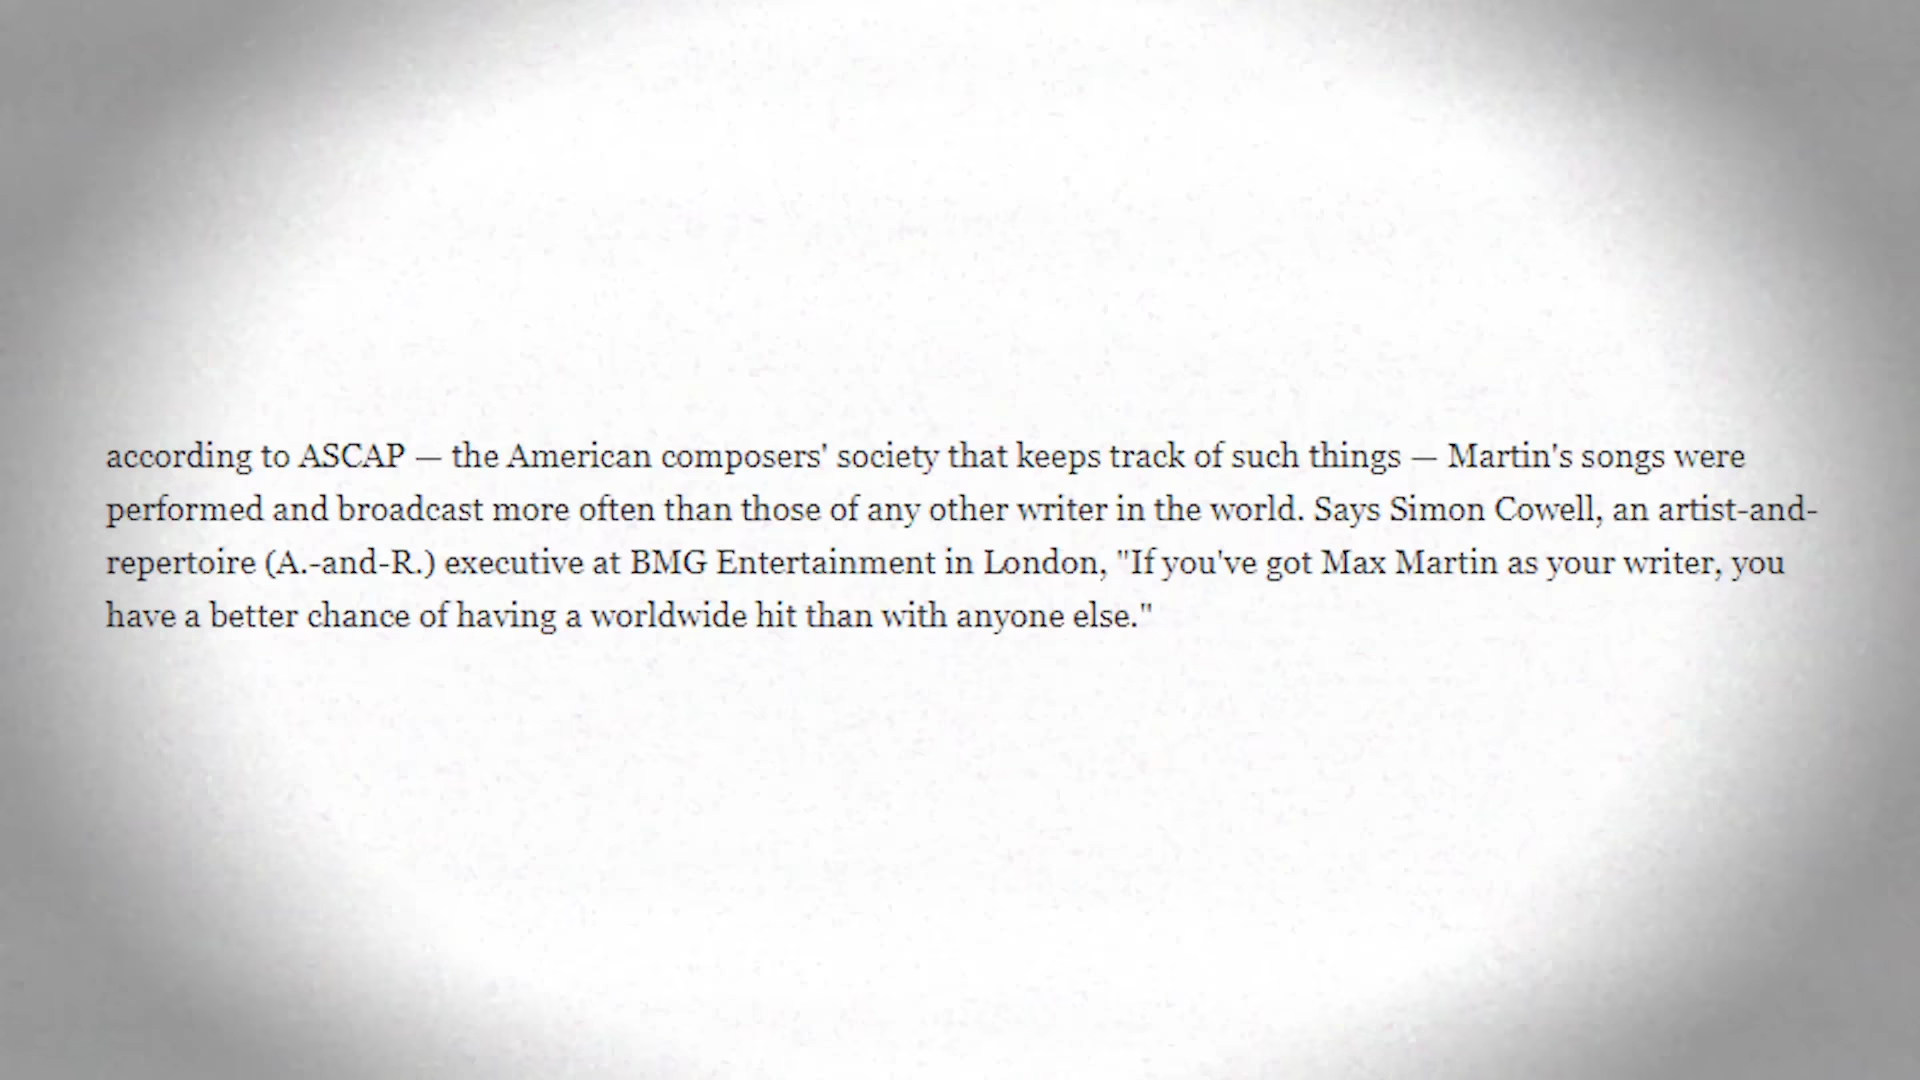 according to ASCAP — the American composers' society that keeps track of such things — Martin's songs were
performed and broadcast more often than those of any other writer in the world. Says Simon Cowell, an artist-and-
repertoire (A.-and-R.) executive at BMG Entertainment in London, "If you've got Max Martin as your writer, you
have a better chance of having a worldwide hit than with anyone else."